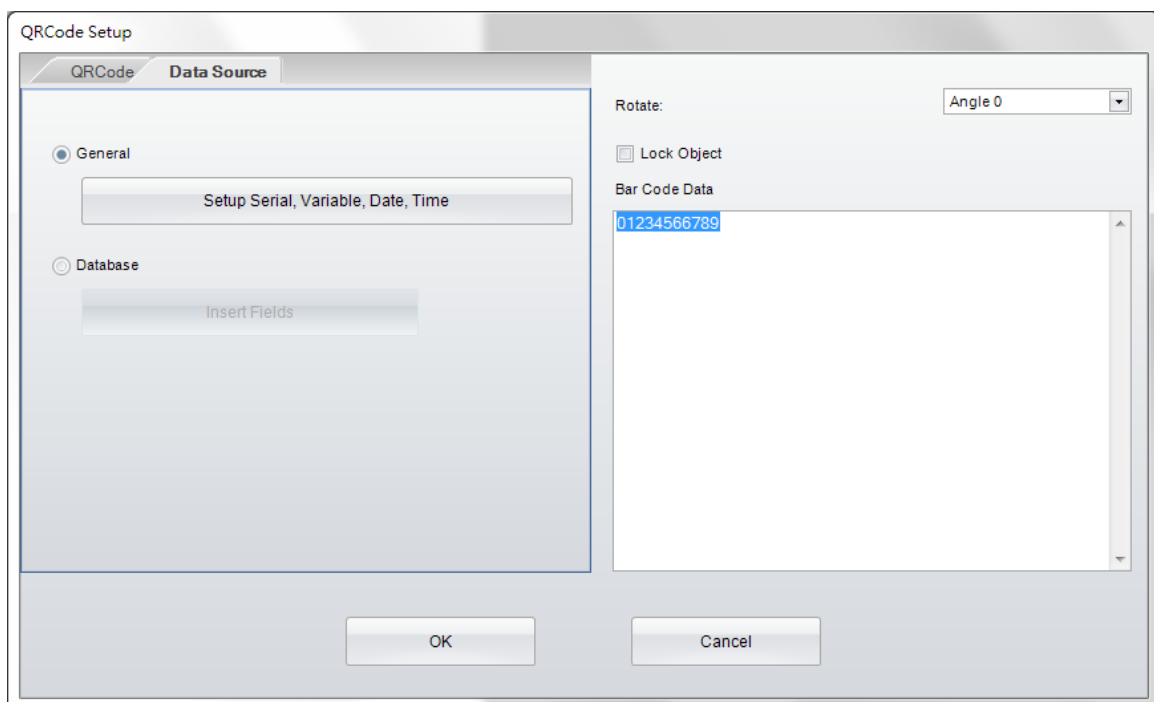 QRCode Setup
QRCode Data Source
General
Setup Serial, Variable, Date, Time
Database
Insert Fields
Rotate: Angle 0
Lock Object
Bar Code Data
01234566789
OK Cancel